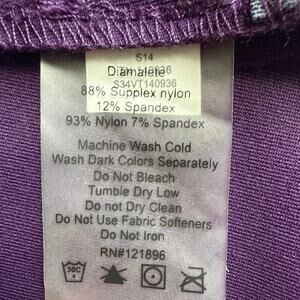 S14
Diamalete
S34VT140936
88% Supplex nylon
12% Spandex
93% Nylon 7% Spandex
Machine Wash Cold
Wash Dark Colors Separately
Do Not Bleach
Tumble Dry Low
Do not Dry Clean
Do Not Use Fabric Softeners
Do Not Iron
RN#121896
30C